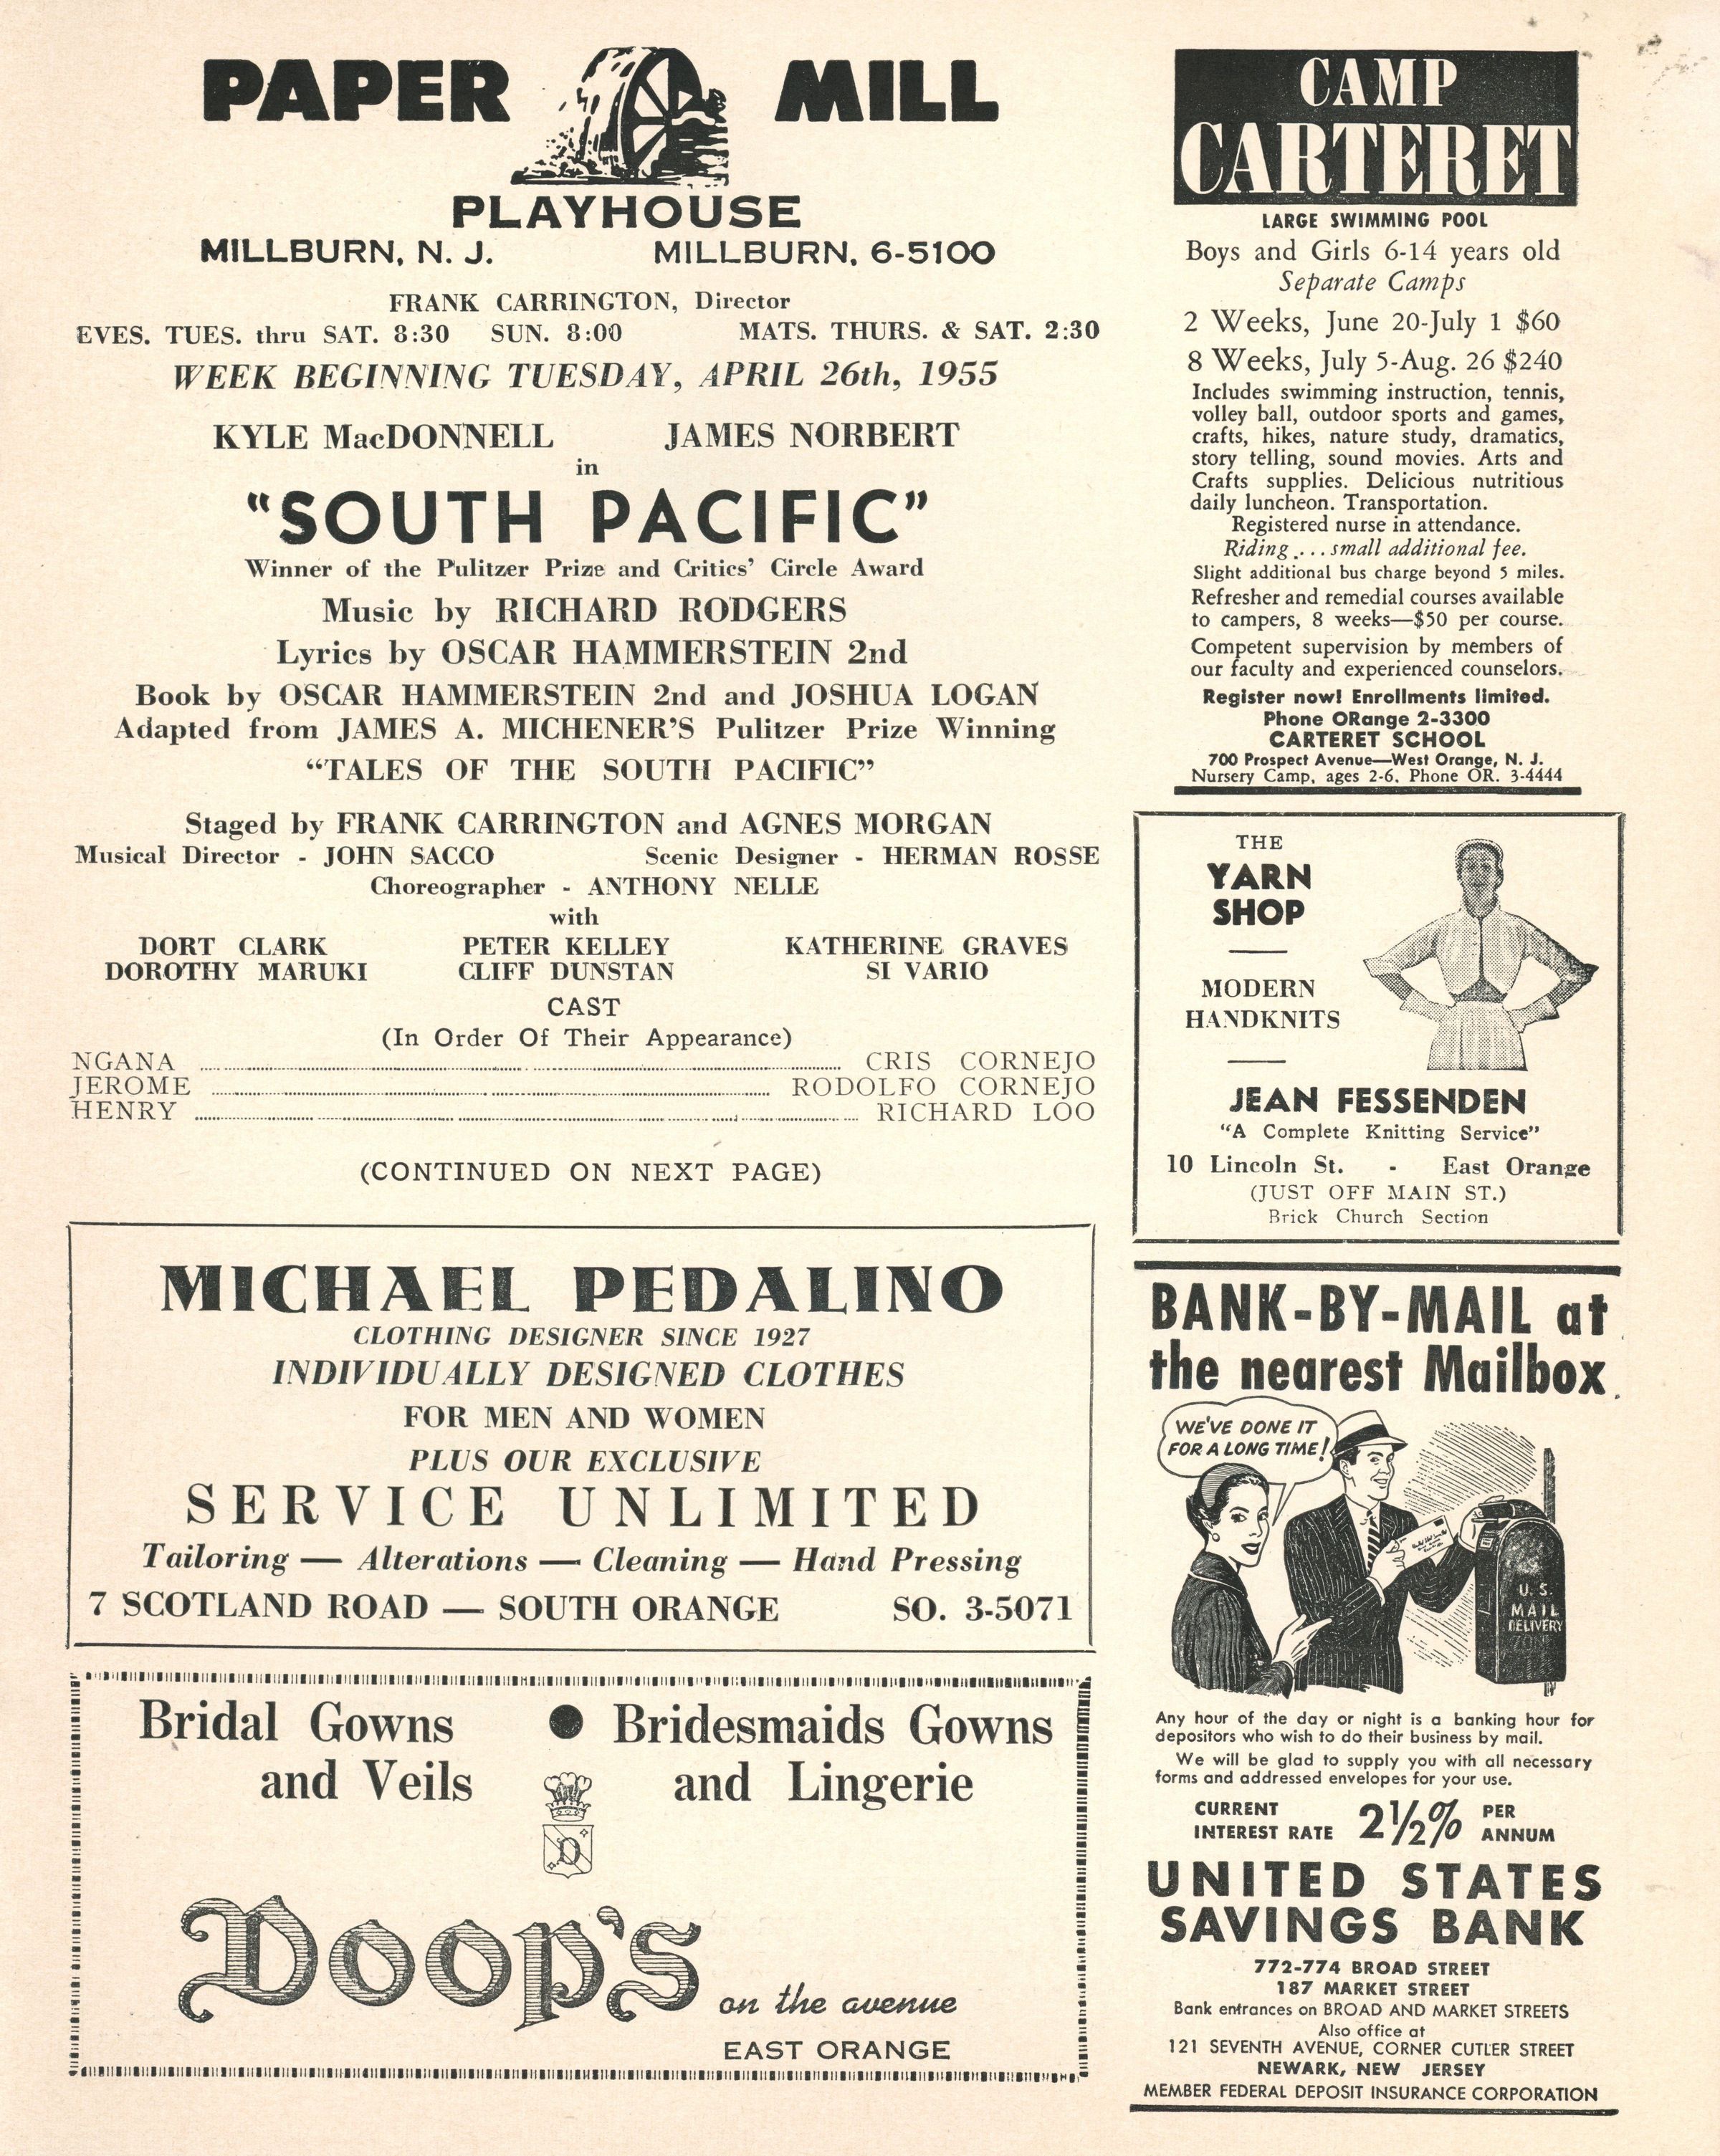 PAPER MILL
PLAYHOUSE
MILLBURN, N. J. MILLBURN, 6-5100
FRANK CARRINGTON, Director
EVES. TUES. thru SAT. 8:30 SUN. 8:00 MATS. THURS. & SAT. 2:30
WEEK BEGINNING TUESDAY, APRIL 26th, 1955
KYLE MacDONNELL JAMES NORBERT
in
"SOUTH PACIFIC"
Winner of the Pulitzer Prize and Critics' Circle Award
Music by RICHARD RODGERS
Lyrics by OSCAR HAMMERSTEIN 2nd
Book by OSCAR HAMMERSTEIN 2nd and JOSHUA LOGAN
Adapted from JAMES A. MICHENER'S Pulitzer Prize Winning
"TALES OF THE SOUTH PACIFIC"
Staged by FRANK CARRINGTON and AGNES MORGAN
Musical Director - JOHN SACCO Scenic Designer - HERMAN ROSSE
Choreographer - ANTHONY NELLE
with
DORT CLARK PETER KELLEY KATHERINE GRAVES
DOROTHY MARUKI CLIFF DUNSTAN SI VARIO
CAST
(In Order Of Their Appearance)
NGANA ........ CRIS CORNEJO
JEROME ........ RODOLFO CORNEJO
HENRY ........ RICHARD LOO
(CONTINUED ON NEXT PAGE)
MICHAEL PEDALINO
CLOTHING DESIGNER SINCE 1927
INDIVIDUALLY DESIGNED CLOTHES
FOR MEN AND WOMEN
PLUS OUR EXCLUSIVE
SERVICE UNLIMITED
Tailoring — Alterations — Cleaning — Hand Pressing
7 SCOTLAND ROAD — SOUTH ORANGE SO. 3-5071
Bridal Gowns ● Bridesmaids Gowns
and Veils and Lingerie
D
Doop's on the avenue
EAST ORANGE
CAMP
CARTERET
LARGE SWIMMING POOL
Boys and Girls 6-14 years old
Separate Camps
2 Weeks, June 20-July 1 $60
8 Weeks, July 5-Aug. 26 $240
Includes swimming instruction, tennis,
volley ball, outdoor sports and games,
crafts, hikes, nature study, dramatics,
story telling, sound movies. Arts and
Crafts supplies. Delicious nutritious
daily luncheon. Transportation.
Registered nurse in attendance.
Riding ... small additional fee.
Slight additional bus charge beyond 5 miles.
Refresher and remedial courses available
to campers, 8 weeks—$50 per course.
Competent supervision by members of
our faculty and experienced counselors.
Register now! Enrollments limited.
Phone ORange 2-3300
CARTERET SCHOOL
700 Prospect Avenue—West Orange, N. J.
Nursery Camp, ages 2-6, Phone OR. 3-4444
THE
YARN
SHOP
MODERN
HANDKNITS
JEAN FESSENDEN
"A Complete Knitting Service"
10 Lincoln St. - East Orange
(JUST OFF MAIN ST.)
Brick Church Section
BANK-BY-MAIL at
the nearest Mailbox.
WE'VE DONE IT
FOR A LONG TIME!
U. S.
MAIL
DELIVERY
ZONE
Any hour of the day or night is a banking hour for
depositors who wish to do their business by mail.
We will be glad to supply you with all necessary
forms and addressed envelopes for your use.
CURRENT
INTEREST RATE 2½% PER
ANNUM
UNITED STATES
SAVINGS BANK
772-774 BROAD STREET
187 MARKET STREET
Bank entrances on BROAD AND MARKET STREETS
Also office at
121 SEVENTH AVENUE, CORNER CUTLER STREET
NEWARK, NEW JERSEY
MEMBER FEDERAL DEPOSIT INSURANCE CORPORATION